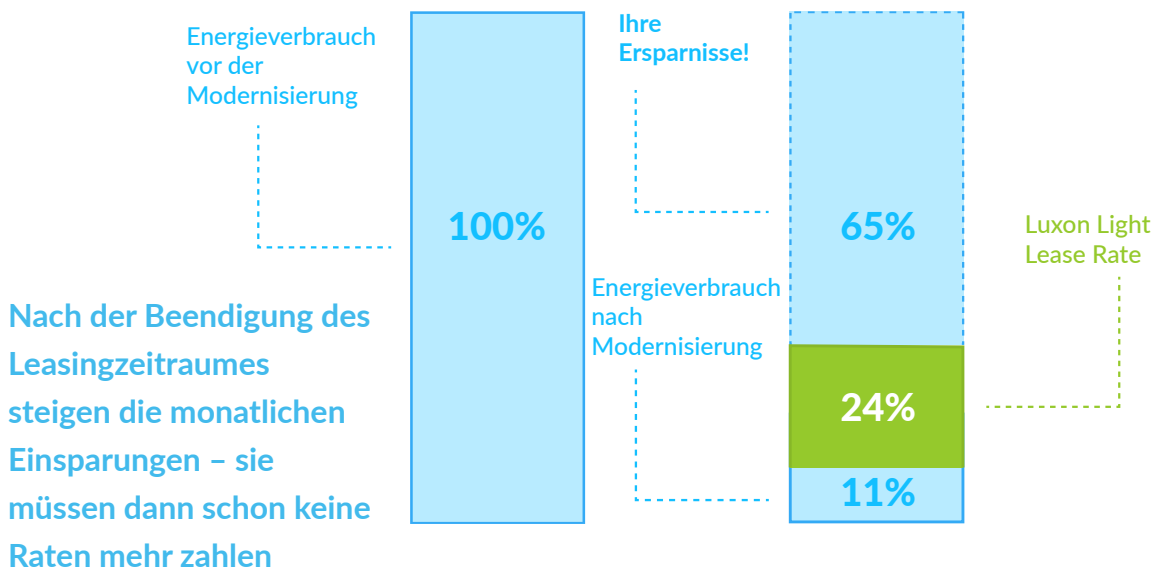 Energieverbrauch
vor der
Modernisierung
100%
Ihre
Ersparnisse!
65%
Luxon Light
Lease Rate
Energieverbrauch
nach
Modernisierung
24%
11%
Nach der Beendigung des
Leasingzeitraumes
steigen die monatlichen
Einsparungen – sie
müssen dann schon keine
Raten mehr zahlen